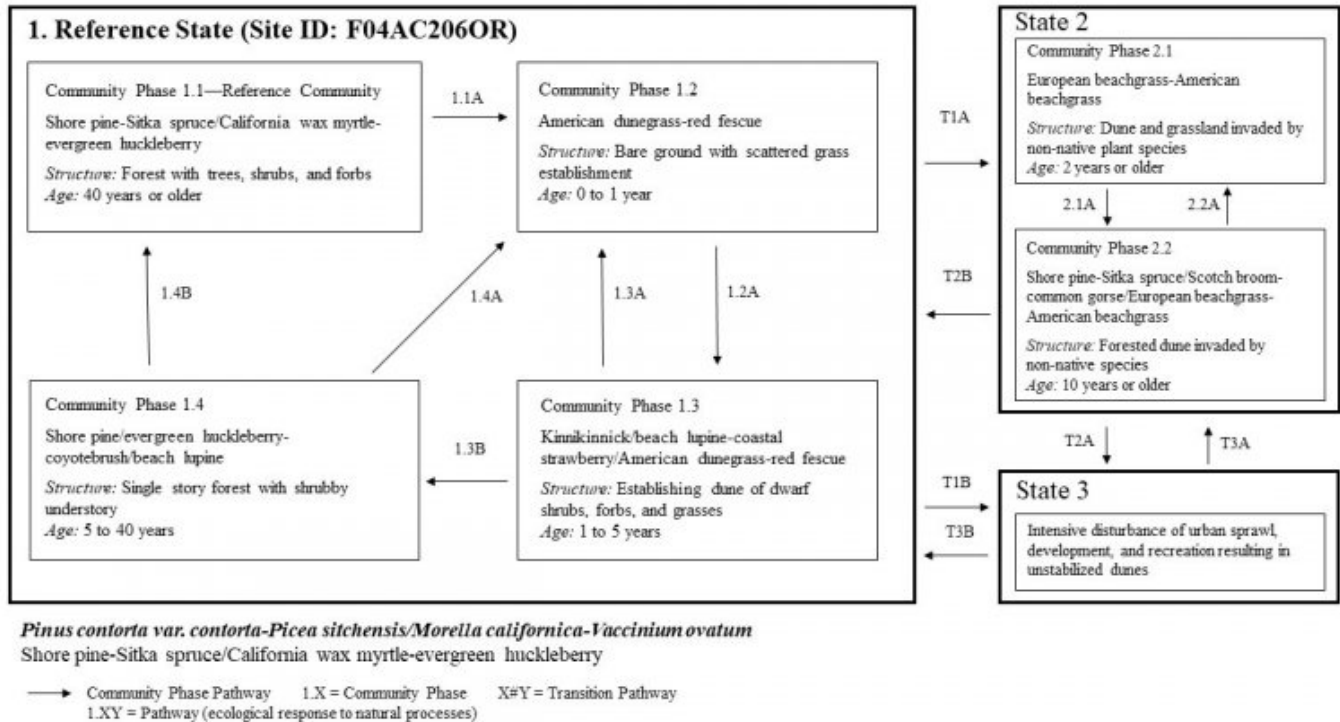 1. Reference State (Site ID: F04AC206OR)
Community Phase 1.1—Reference Community
Shore pine-Sitka spruce/California wax myrtle-
evergreen huckleberry
Structure: Forest with trees, shrubs, and forbs
Age: 40 years or older
1.1A
Community Phase 1.2
American dunegrass-red fescue
Structure: Bare ground with scattered grass
establishment
Age: 0 to 1 year
1.4B
1.4A
1.3A
1.2A
Community Phase 1.4
Shore pine/evergreen huckleberry-
coyotebrush/beach lupine
Structure: Single story forest with shrubby
understory
Age: 5 to 40 years
1.3B
Community Phase 1.3
Kinnikinnick/beach lupine-coastal
strawberry/American dunegrass-red fescue
Structure: Establishing dune of dwarf
shrubs, forbs, and grasses
Age: 1 to 5 years
T1A
T2B
T1B
T3B
State 2
Community Phase 2.1
European beachgrass-American
beachgrass
Structure: Dune and grassland invaded by
non-native plant species
Age: 2 years or older
2.1A
2.2A
Community Phase 2.2
Shore pine-Sitka spruce/Scotch broom-
common gorse/European beachgrass-
American beachgrass
Structure: Forested dune invaded by
non-native species
Age: 10 years or older
T2A
T3A
State 3
Intensive disturbance of urban sprawl,
development, and recreation resulting in
unstabilized dunes
Pinus contorta var. contorta-Picea sitchensis/Morella californica-Vaccinium ovatum
Shore pine-Sitka spruce/California wax myrtle-evergreen huckleberry
Community Phase Pathway 1.X = Community Phase X#Y = Transition Pathway
1.XY = Pathway (ecological response to natural processes)